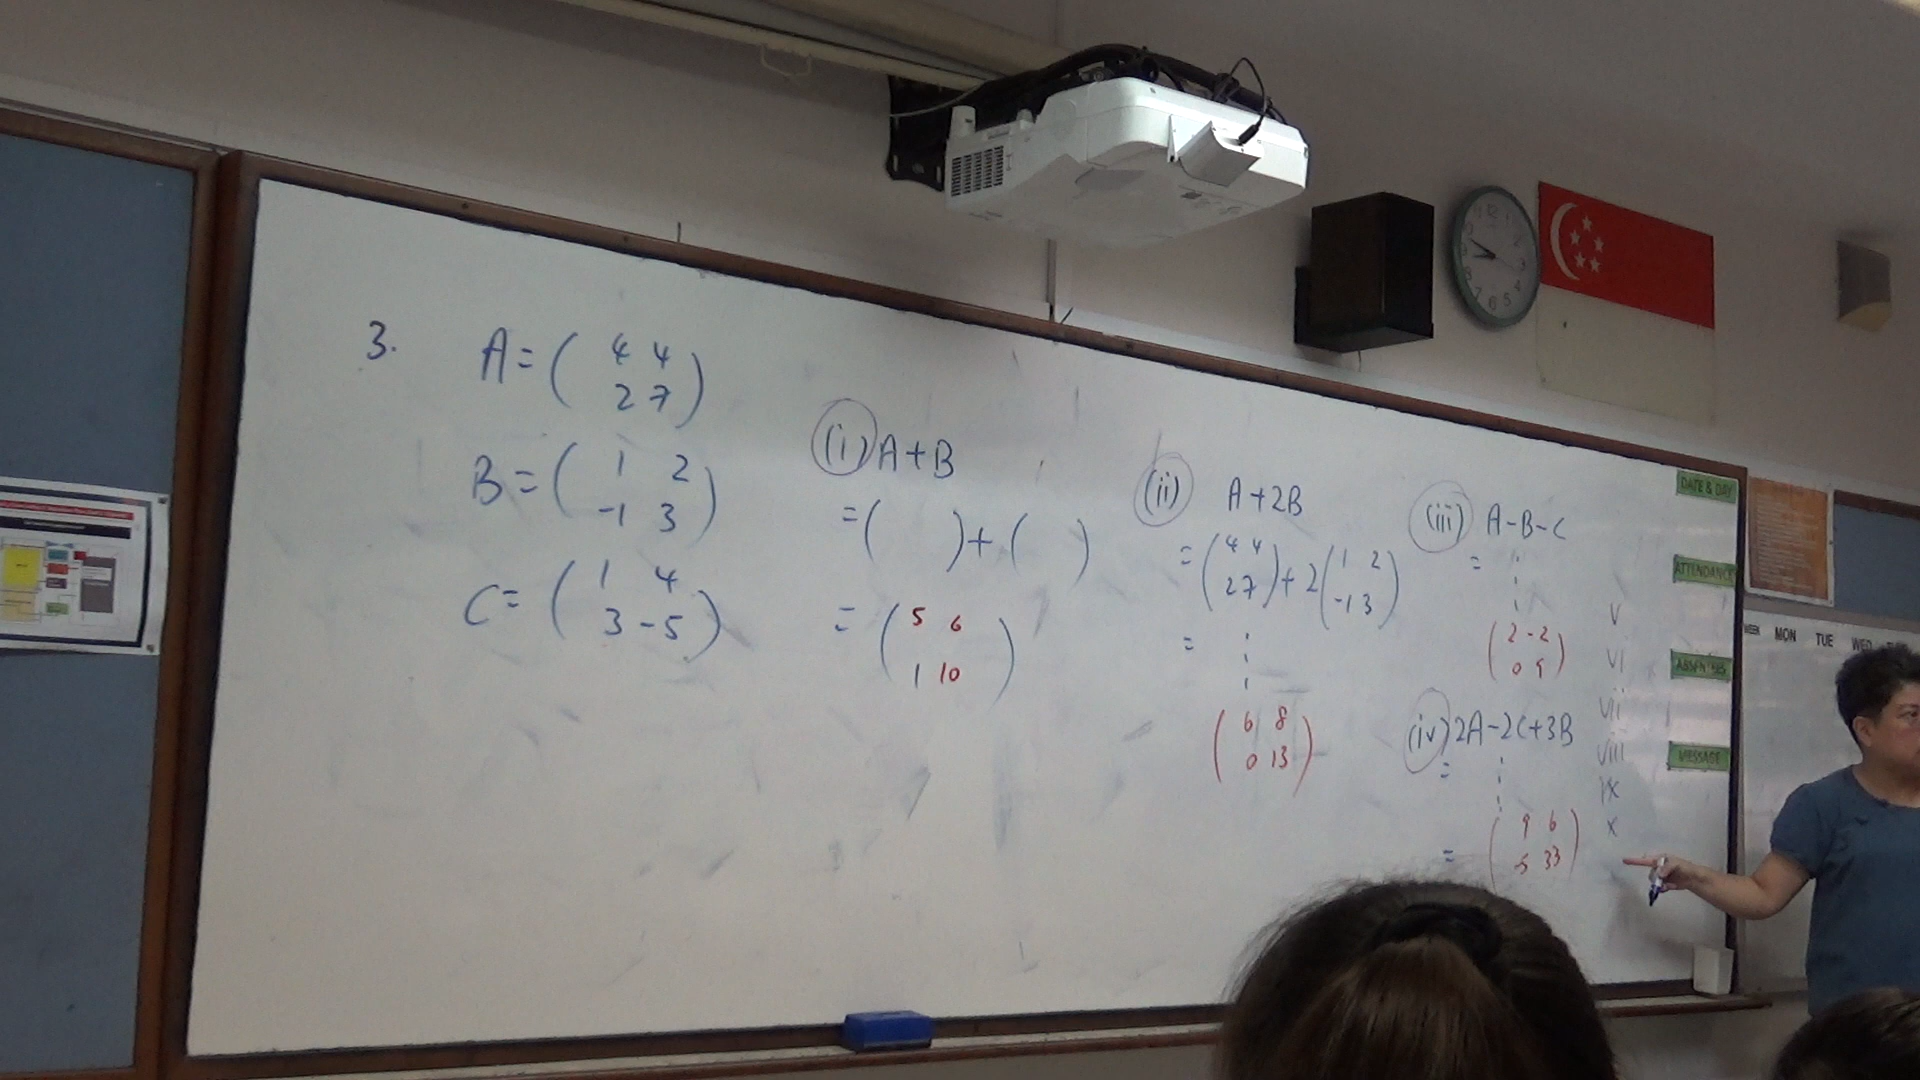 3.
A = ( 4 4
2 7 )
B = ( 1 2
-1 3 )
C = ( 1 4
3 -5 )
(i) A+B
= ( ) + ( )
= ( 5 6
1 10 )
(ii) A+2B
= ( 4 4
2 7 ) + 2 ( 1 2
-1 3 )
=
( 6 8
0 13 )
(iii) A-B-C
=
( 2 -2
0 9 )
(iv) 2A-2C+3B
=
= ( 9 6
-5 33 )
v
vi
vii
viii
ix
x
DATE & DAY
ATTENDANCE
MESSAGE
WEEK MON TUE WED